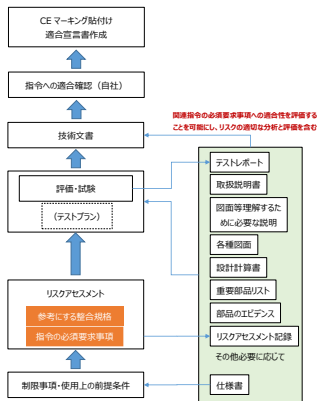 CE マーキング貼付け
適合宣言書作成
指令への適合確認（自社）
技術文書
評価・試験
（テストプラン）
リスクアセスメント
参考にする整合規格
指令の必須要求事項
制限事項・使用上の前提条件
関連指令の必須要求事項への適合性を評価する
ことを可能にし、リスクの適切な分析と評価を含む
テストレポート
取扱説明書
図面等理解するた
めに必要な説明
各種図面
設計計算書
重要部品リスト
部品のエビデンス
リスクアセスメント記録
その他必要に応じて
仕様書